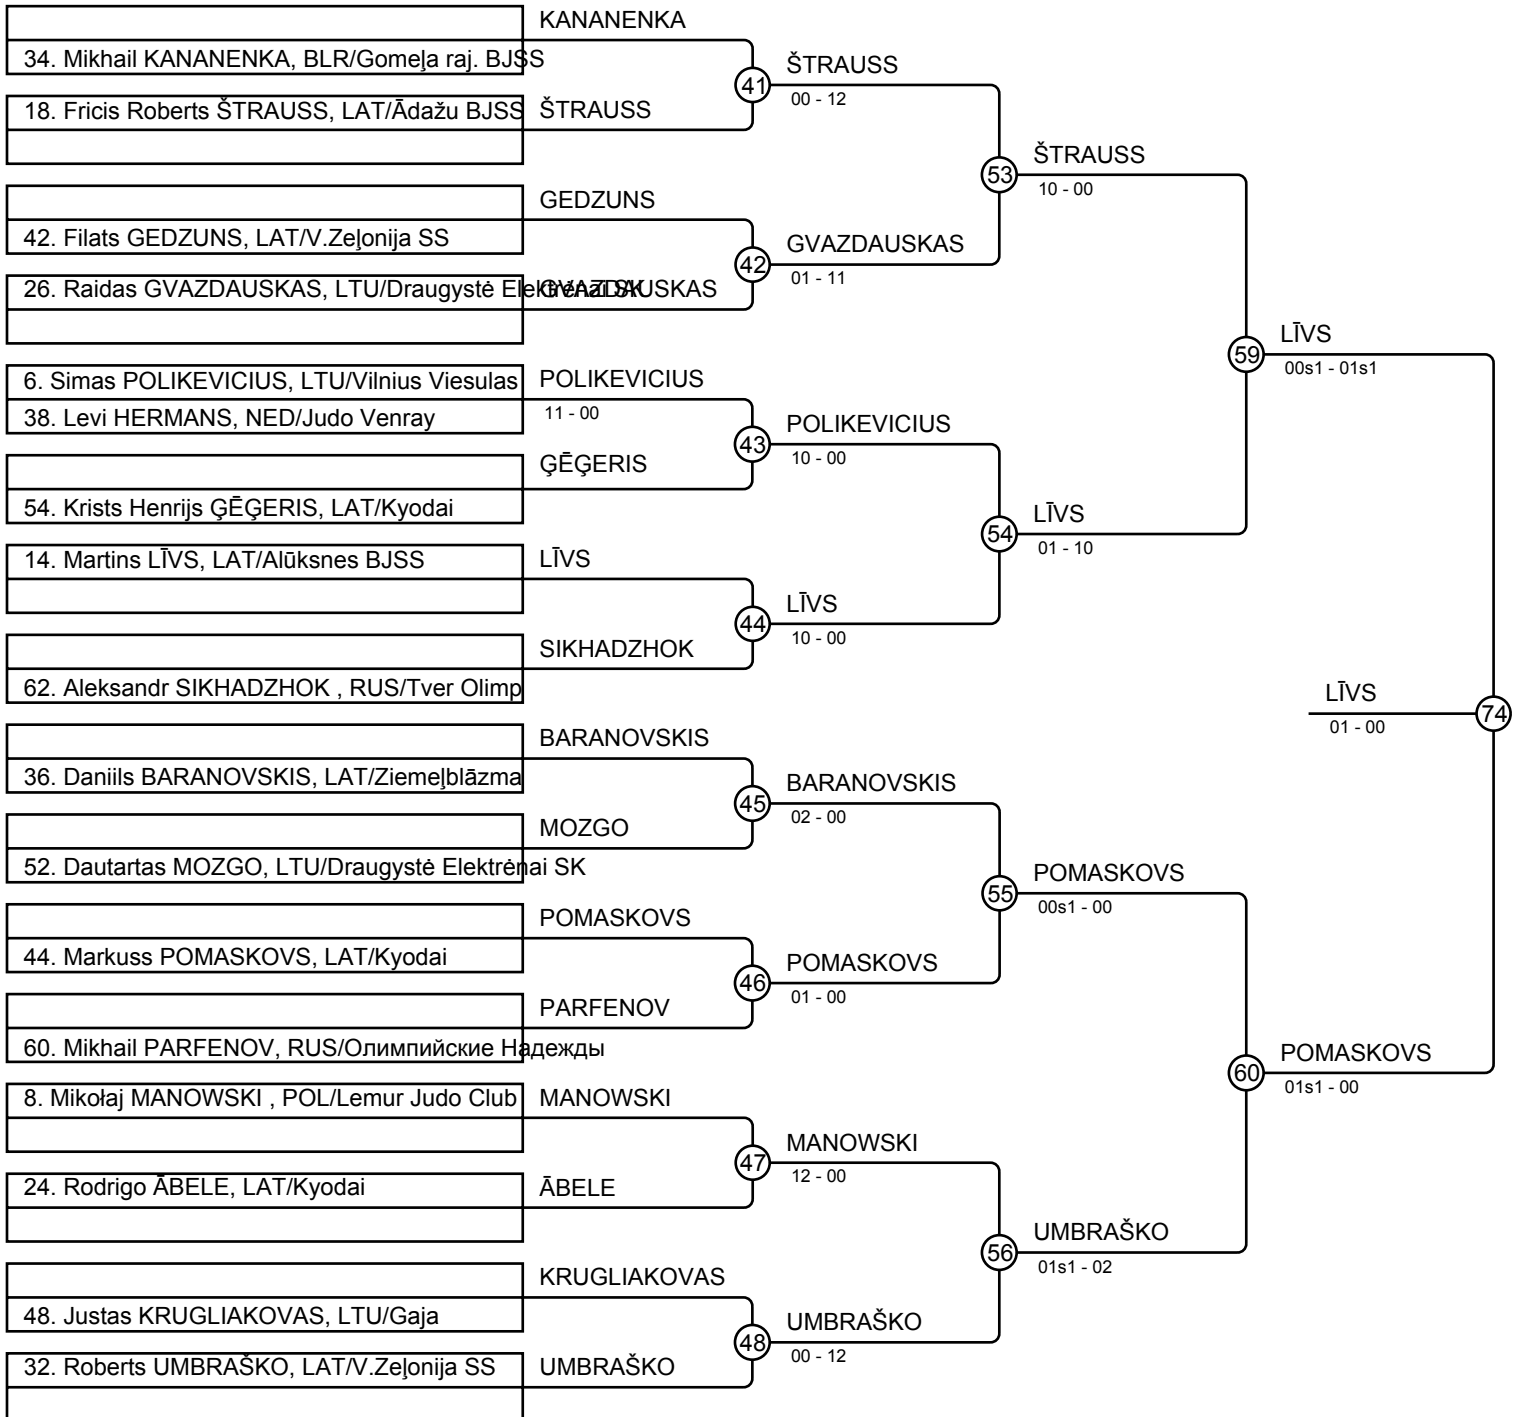 KANANENKA
34. Mikhail KANANENKA, BLR/Gomeļa raj. BJSS
41
ŠTRAUSS
00 - 12
18. Fricis Roberts ŠTRAUSS, LAT/Ādažu BJSS
ŠTRAUSS
53
ŠTRAUSS
10 - 00
GEDZUNS
42. Filats GEDZUNS, LAT/V.Zeļonija SS
42
GVAZDAUSKAS
01 - 11
26. Raidas GVAZDAUSKAS, LTU/Draugystė Elektrėnai SK
GVAZDAUSKAS
59
LĪVS
00s1 - 01s1
6. Simas POLIKEVICIUS, LTU/Vilnius Viesulas
POLIKEVICIUS
11 - 00
38. Levi HERMANS, NED/Judo Venray
43
POLIKEVICIUS
10 - 00
ĢĒĢERIS
54. Krists Henrijs ĢĒĢERIS, LAT/Kyodai
54
LĪVS
01 - 10
14. Martins LĪVS, LAT/Alūksnes BJSS
LĪVS
44
LĪVS
10 - 00
SIKHADZHOK
62. Aleksandr SIKHADZHOK , RUS/Tver Olimp
LĪVS
01 - 00
74
BARANOVSKIS
36. Daniils BARANOVSKIS, LAT/Ziemeļblāzma
45
BARANOVSKIS
02 - 00
MOZGO
52. Dautartas MOZGO, LTU/Draugystė Elektrėnai SK
55
POMASKOVS
00s1 - 00
POMASKOVS
44. Markuss POMASKOVS, LAT/Kyodai
46
POMASKOVS
01 - 00
PARFENOV
60. Mikhail PARFENOV, RUS/Олимпийские Надежды
60
POMASKOVS
01s1 - 00
8. Mikołaj MANOWSKI , POL/Lemur Judo Club
MANOWSKI
47
MANOWSKI
12 - 00
24. Rodrigo ĀBELE, LAT/Kyodai
ĀBELE
56
UMBRAŠKO
01s1 - 02
KRUGLIAKOVAS
48. Justas KRUGLIAKOVAS, LTU/Gaja
48
UMBRAŠKO
00 - 12
32. Roberts UMBRAŠKO, LAT/V.Zeļonija SS
UMBRAŠKO